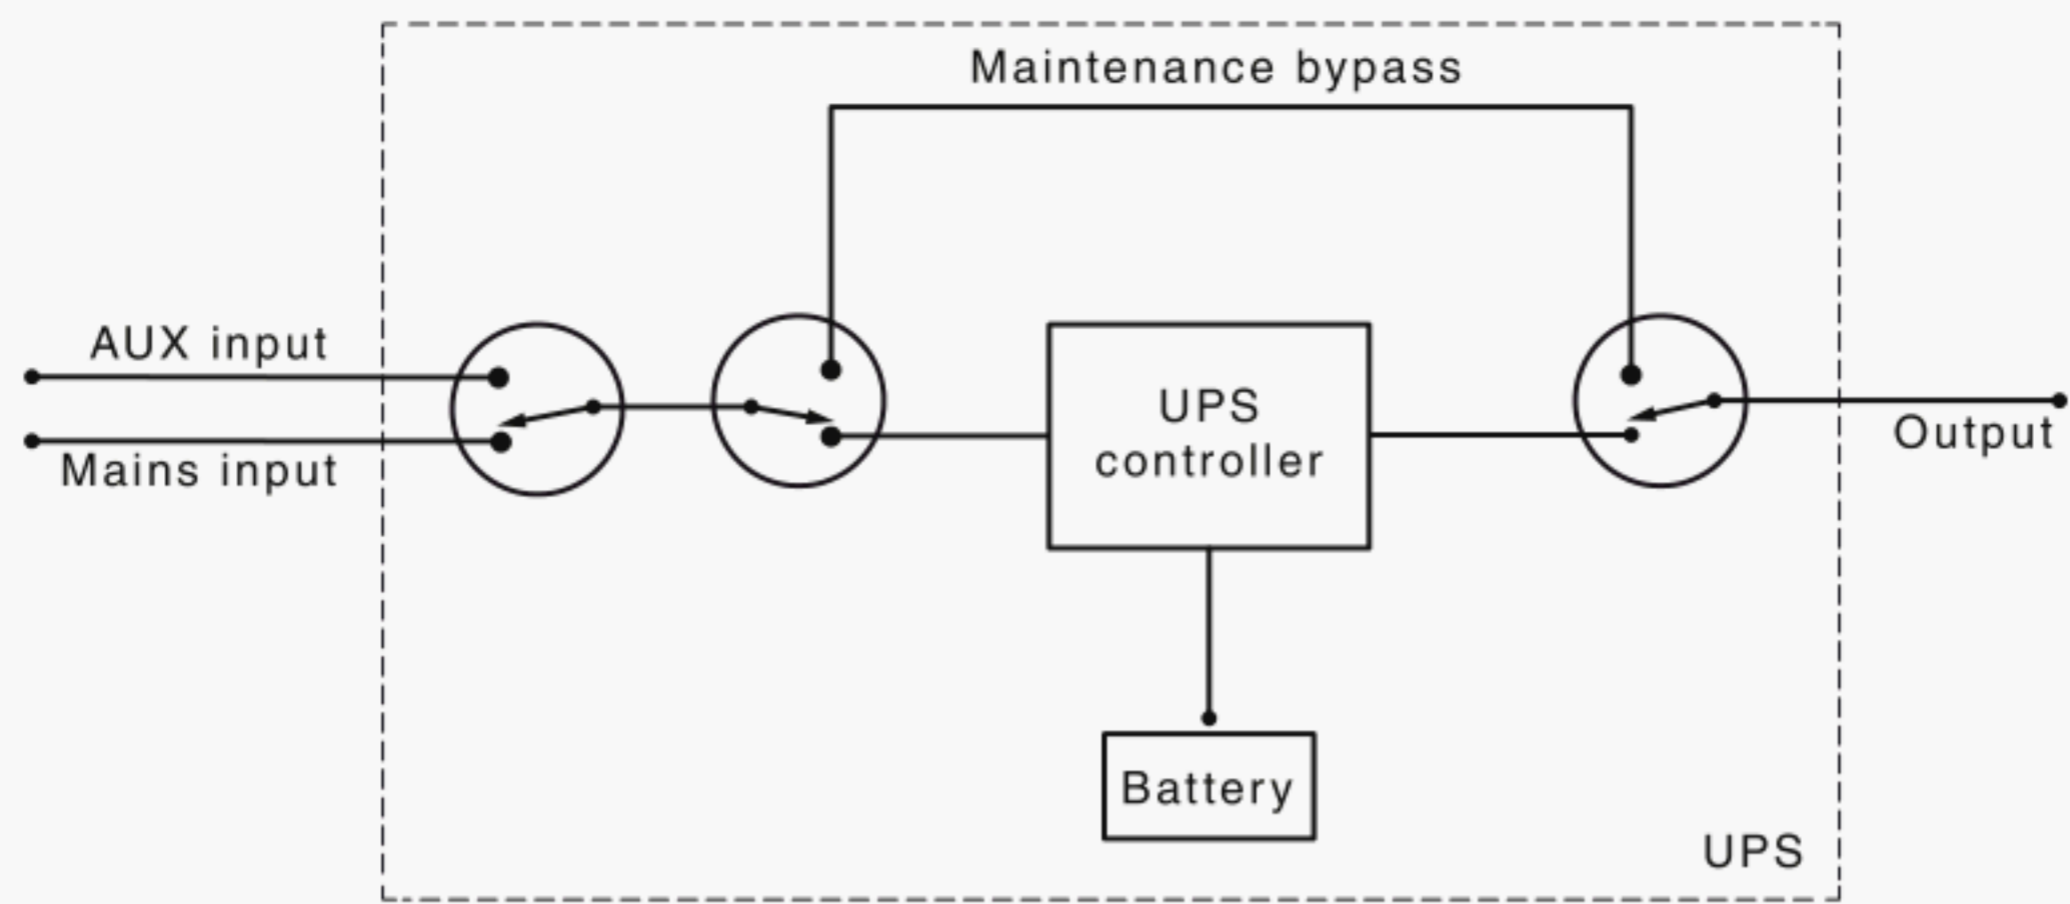 Maintenance bypass
AUX input
Mains input
UPS
controller
Output
Battery
UPS